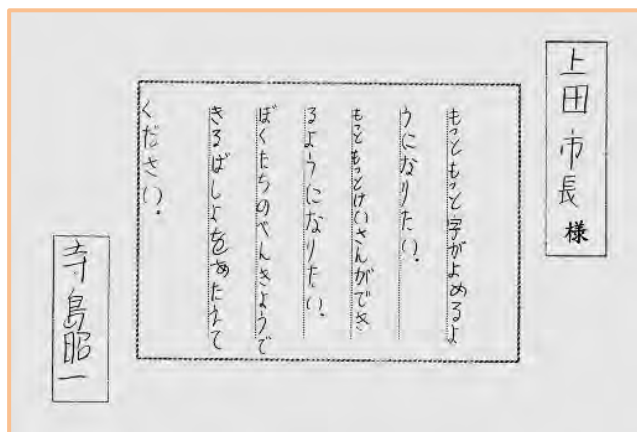 上田市長様
もっともっと字がよめるよ
うになりたい.
もっともっとけいさんができ
るようになりたい.
ぼくたちのべんきょうで
きるばしょをあたえて
ください.
寺島昭一